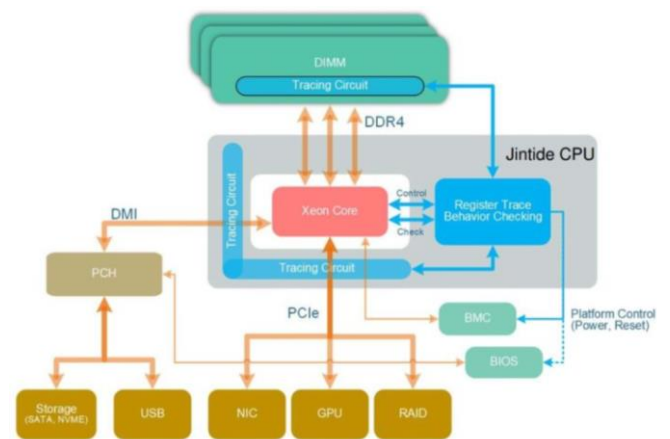 DIMM
Tracing Circuit
DDR4
Jintide CPU
Tracing Circuit
Xeon Core
Control
Check
Register Trace
Behavior Checking
DMI
PCH
Tracing Circuit
PCIe
BMC
Platform Control
(Power, Reset)
BIOS
Storage
(SATA, NVME)
USB
NIC
GPU
RAID